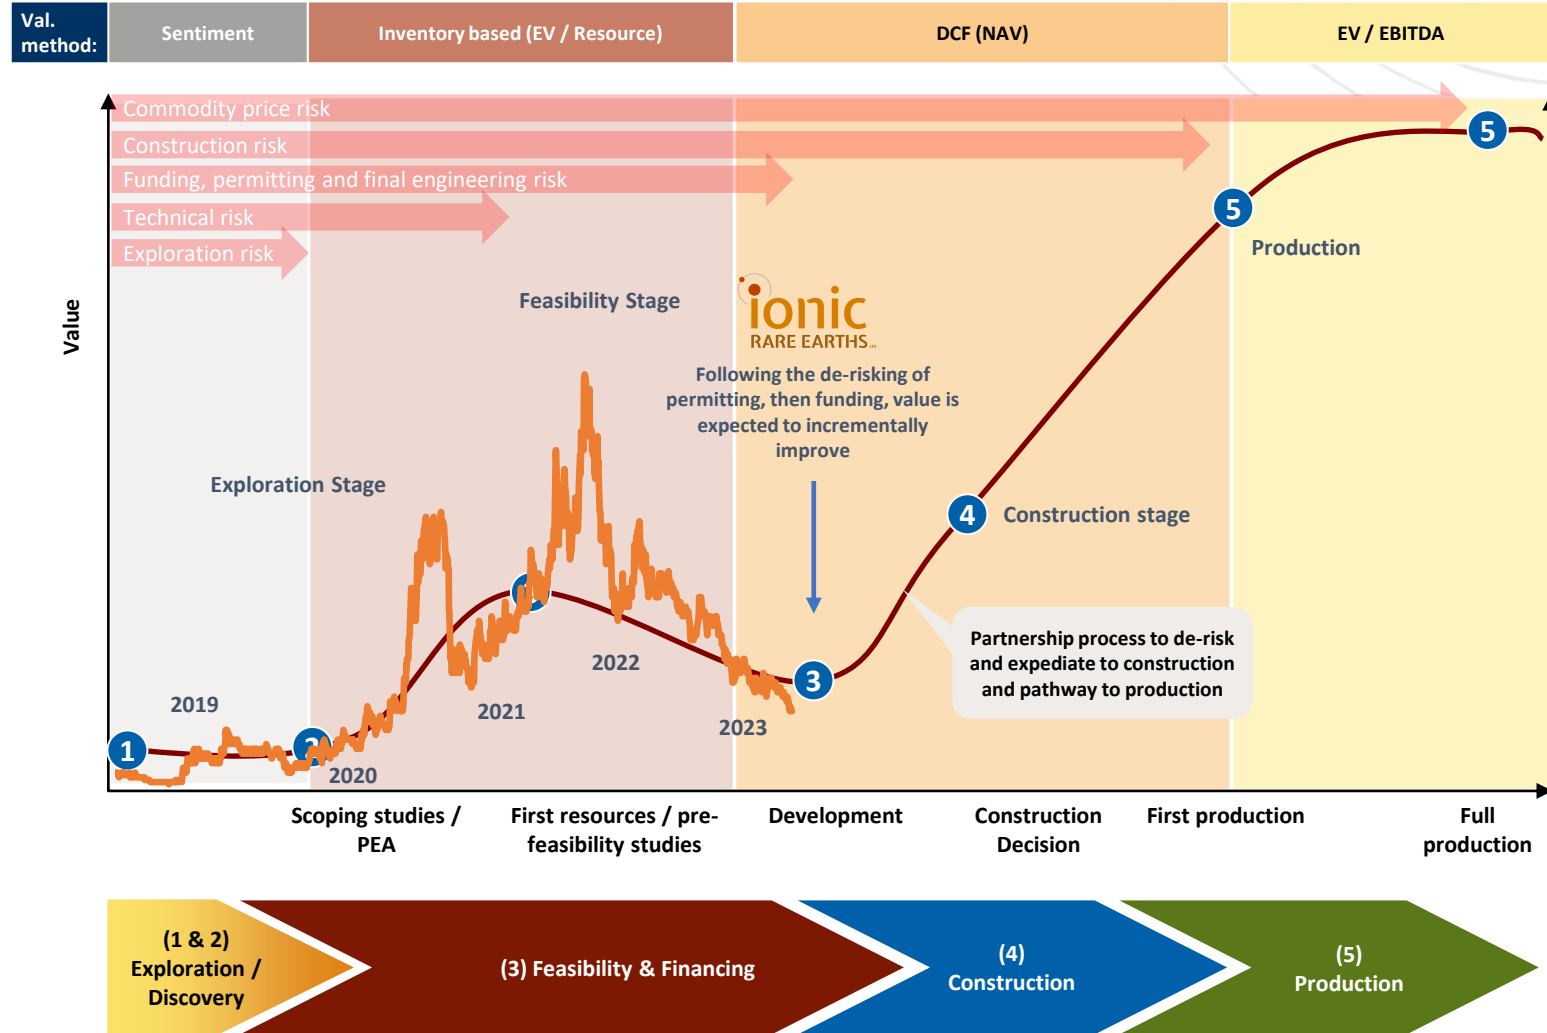 Val.
method:
Sentiment
Inventory based (EV / Resource)
DCF (NAV)
EV / EBITDA
Commodity price risk
Construction risk
Funding, permitting and final engineering risk
Technical risk
Exploration risk
Value
5
5
Production
Feasibility Stage
ionic
RARE EARTHS
Following the de-risking of
permitting, then funding, value is
expected to incrementally
improve
Exploration Stage
4
Construction stage
Partnership process to de-risk
and expediate to construction
and pathway to production
3
2022
2019
2021
2023
1
2020
Scoping studies /
PEA
First resources / pre-
feasibility studies
Development
Construction
Decision
First production
Full
production
(1 & 2)
Exploration /
Discovery
(3) Feasibility & Financing
(4)
Construction
(5)
Production